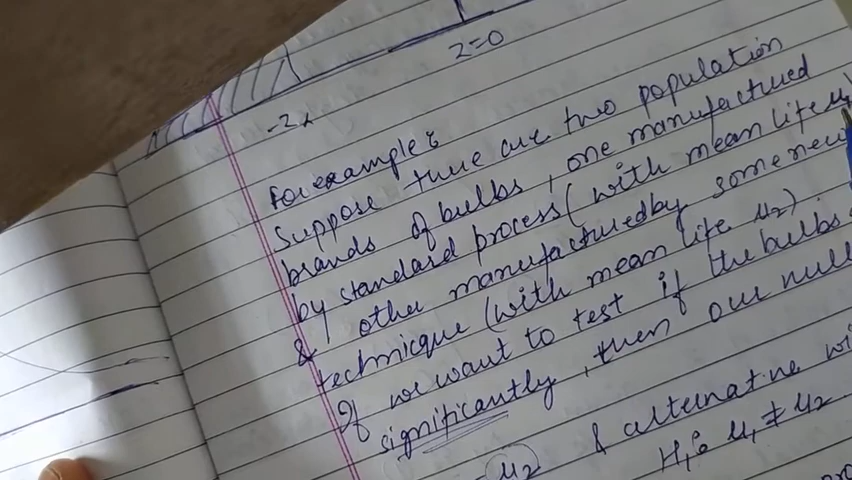 Z=0
-Zα
For example:
Suppose there are two population
brands of bulbs, one manufactured
by standard process (with mean life μ1)
& other manufactured by some new
technique (with mean life μ2)
If we want to test if the bulbs
significantly, then our null
μ2 & alternative
H1: μ1 ≠ μ2